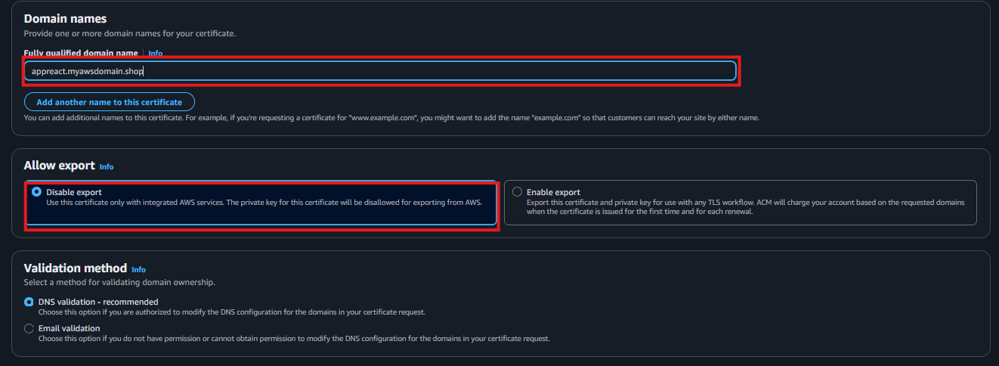 Domain names
Provide one or more domain names for your certificate.
Fully qualified domain name Info
appreact.myawsdomain.shop
Add another name to this certificate
You can add additional names to this certificate. For example, if you're requesting a certificate for "www.example.com", you might want to add the name "example.com" so that customers can reach your site by either name.
Allow export Info
Disable export
Use this certificate only with integrated AWS services. The private key for this certificate will be disallowed for exporting from AWS.
Enable export
Export this certificate and private key for use with any TLS workflow. ACM will charge your account based on the requested domains
when the certificate is issued for the first time and for each renewal.
Validation method Info
Select a method for validating domain ownership.
DNS validation - recommended
Choose this option if you are authorized to modify the DNS configuration for the domains in your certificate request.
Email validation
Choose this option if you do not have permission or cannot obtain permission to modify the DNS configuration for the domains in your certificate request.